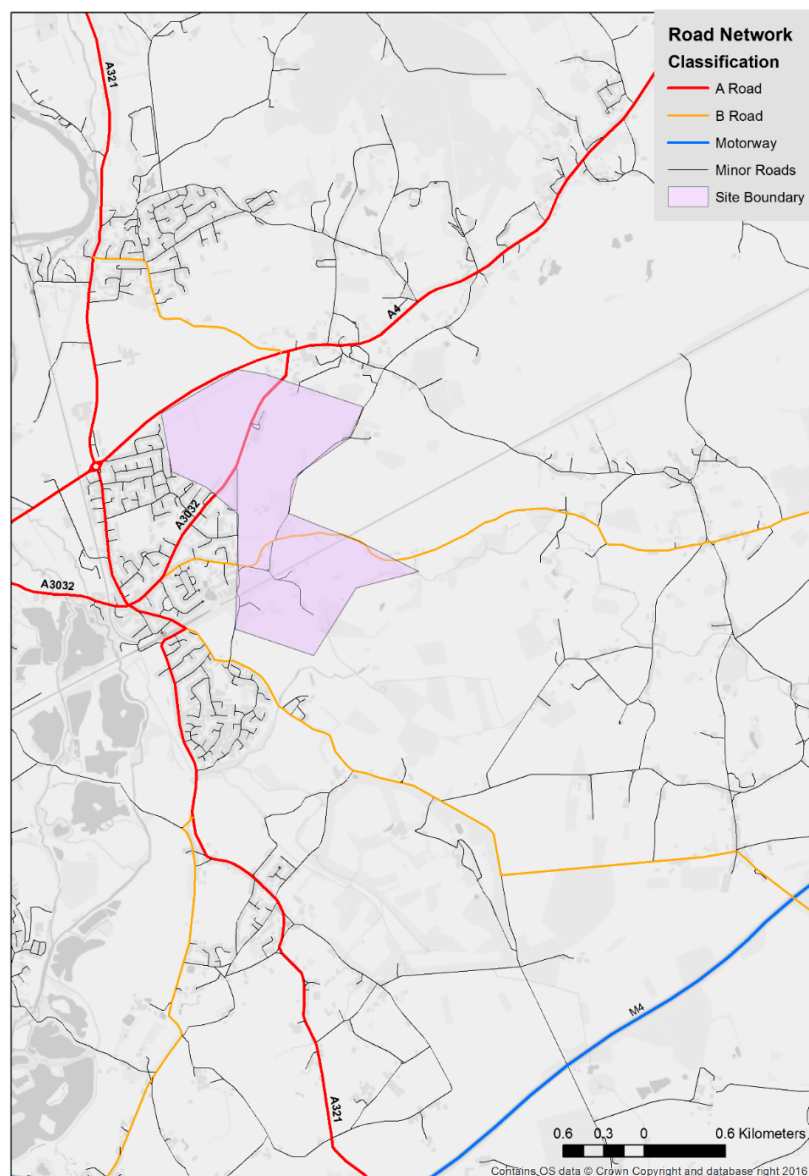 Road Network
Classification
A Road
B Road
Motorway
Minor Roads
Site Boundary
A321
A4
A3032
A3032
M4
A321
0.6 0.3 0 0.6 Kilometers
Contains OS data © Crown Copyright and database right 2016